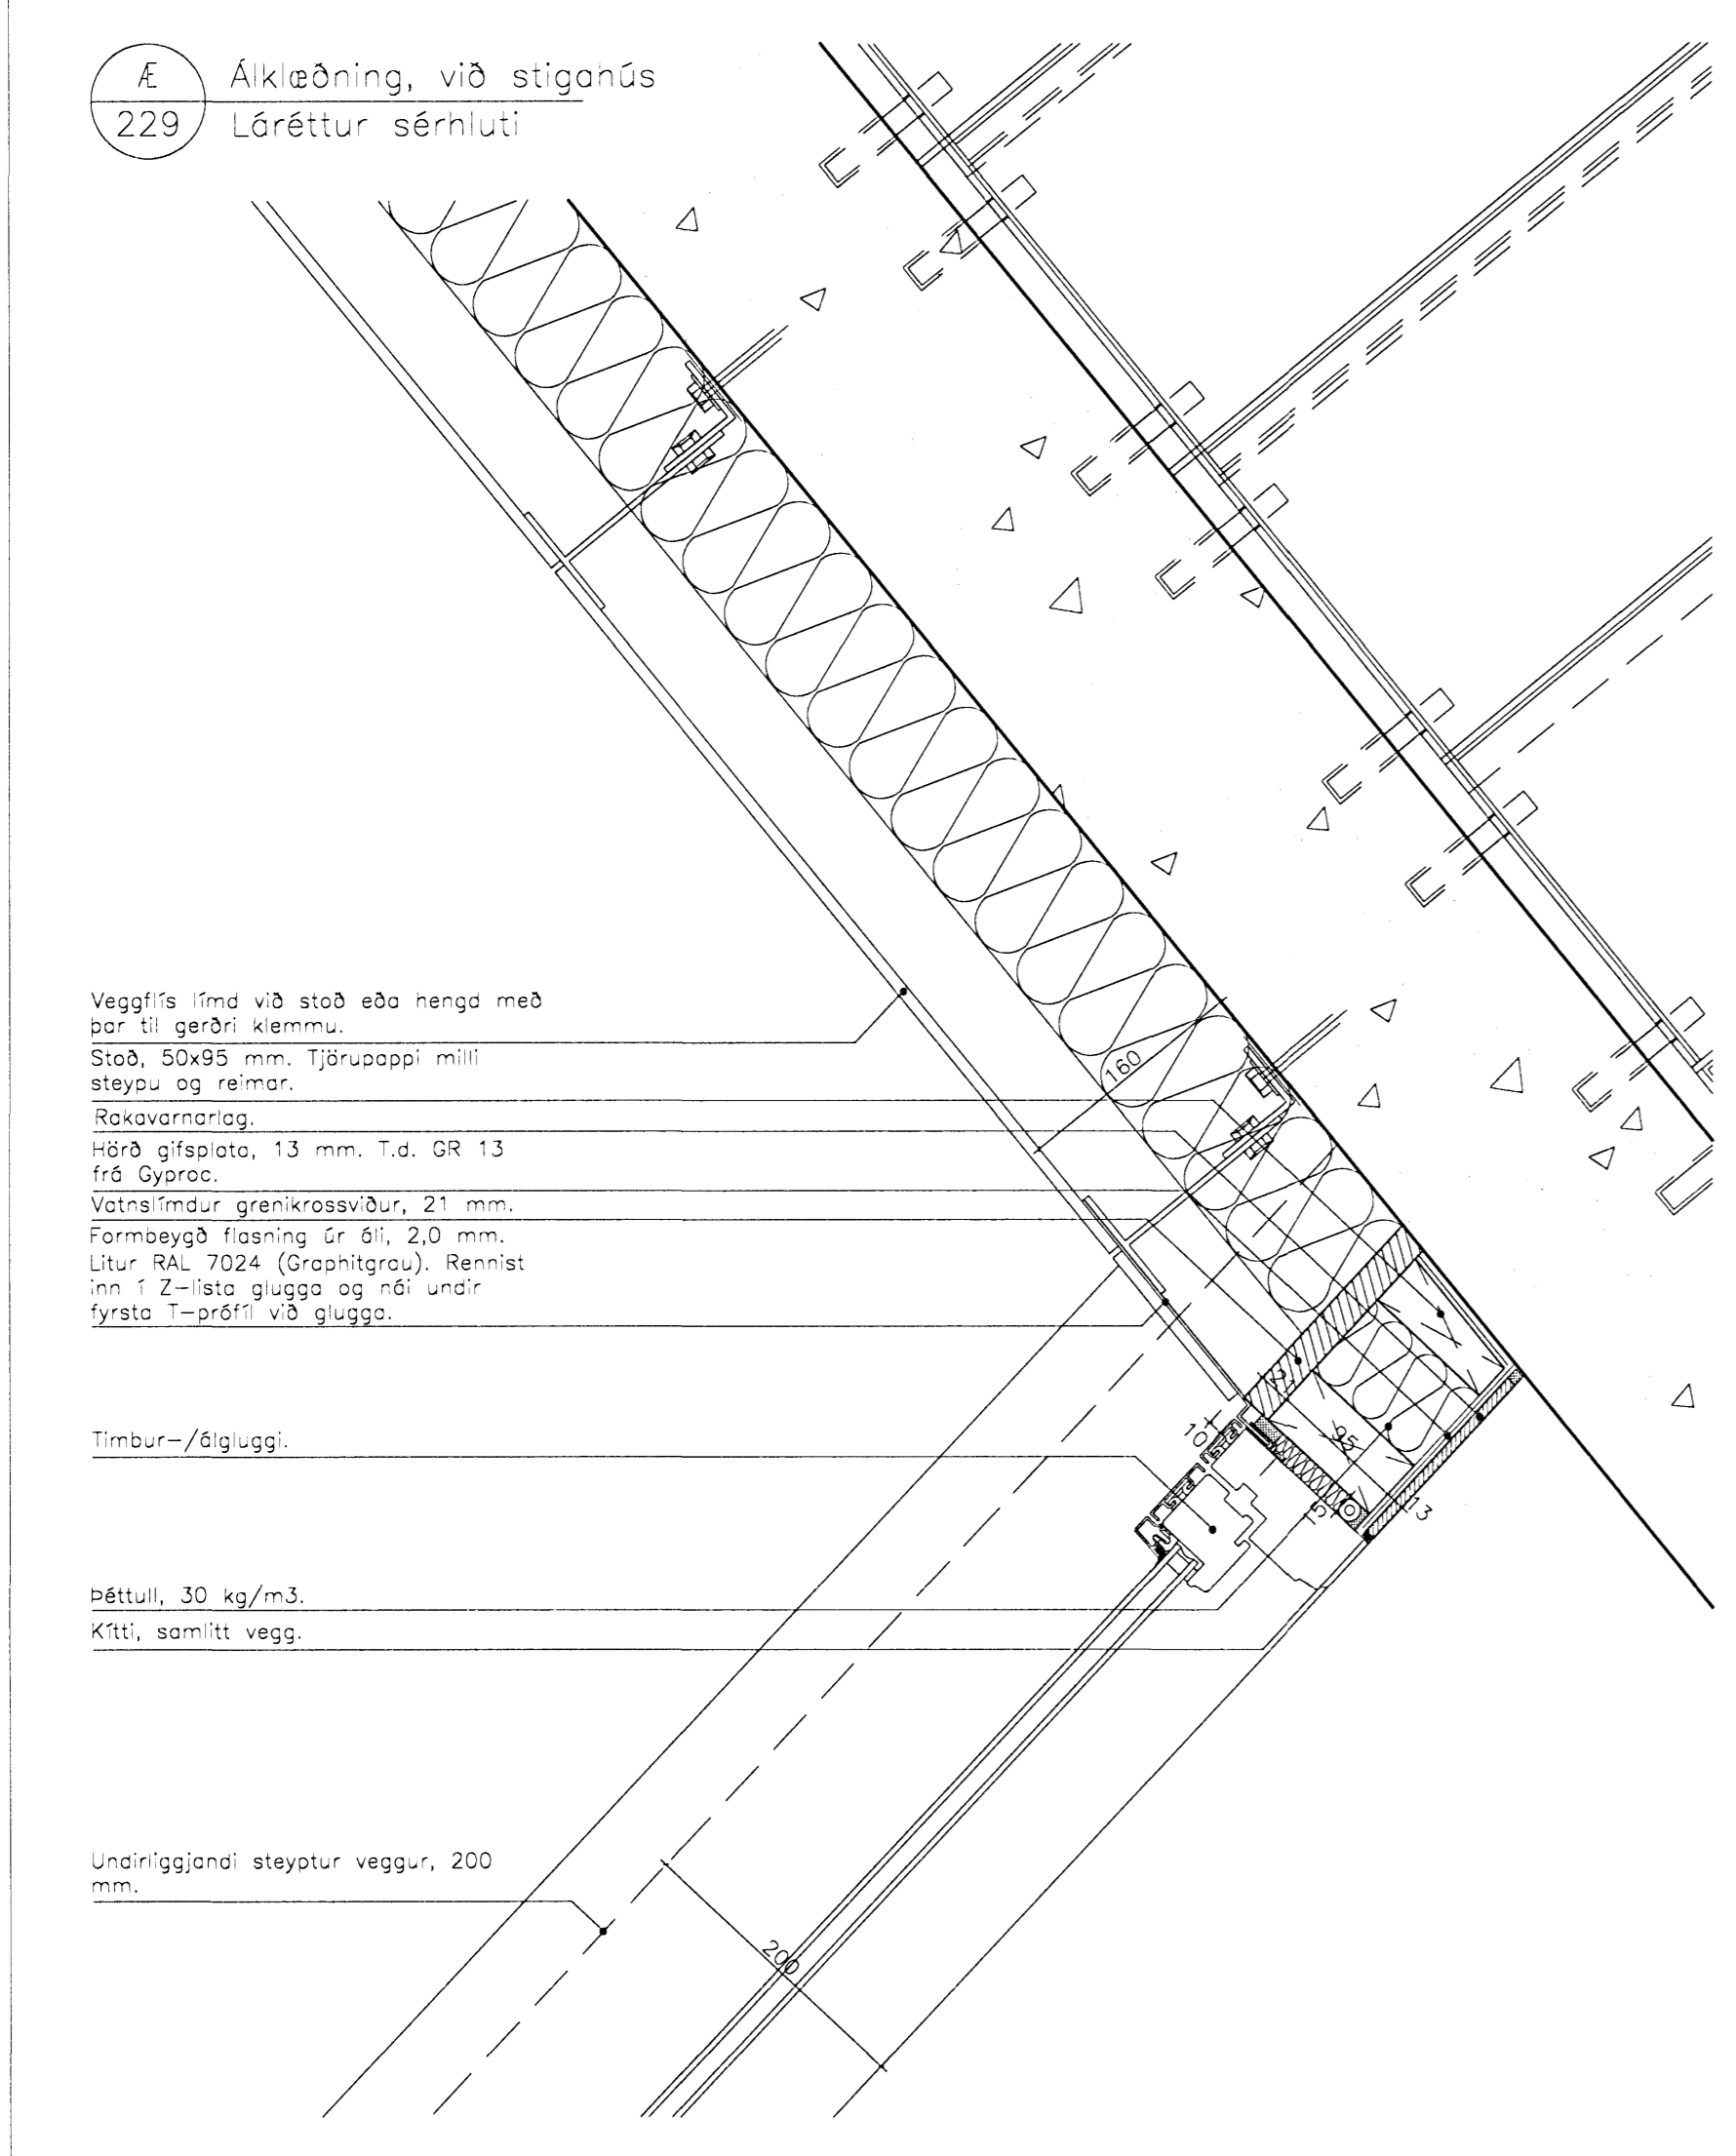 Æ
229
Álklæðning, við stigahús
Láréttur sérhluti
Veggflís límd við stoð eða hengd með
þar til gerðri klemmu.
Stoð, 50x95 mm. Tjörupappi milli
steypu og reimar.
Rakavarnarlag.
Hörð gifsplata, 13 mm. T.d. GR 13
frá Gyproc.
Vatnslímdur grenikrossviður, 21 mm.
Formbeygð flasning úr áli, 2,0 mm.
Litur RAL 7024 (Graphitgrau). Rennist
inn í Z-lista glugga og nái undir
fyrsta T-prófíl við glugga.
Timbur-/álgluggi.
Þéttull, 30 kg/m3.
Kítti, samlitt vegg.
Undirliggjandi steyptur veggur, 200
mm.
160
21
10
95
15
13
200